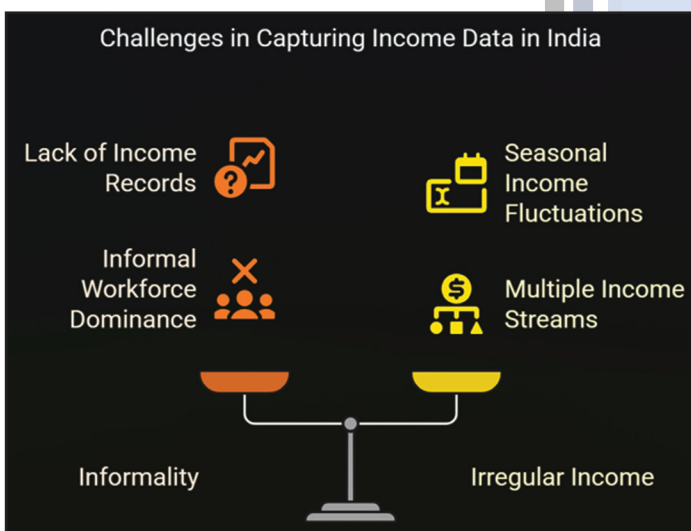 Challenges in Capturing Income Data in India
Lack of Income
Records
Seasonal
Income
Fluctuations
Informal
Workforce
Dominance
Multiple Income
Streams
Informality
Irregular Income